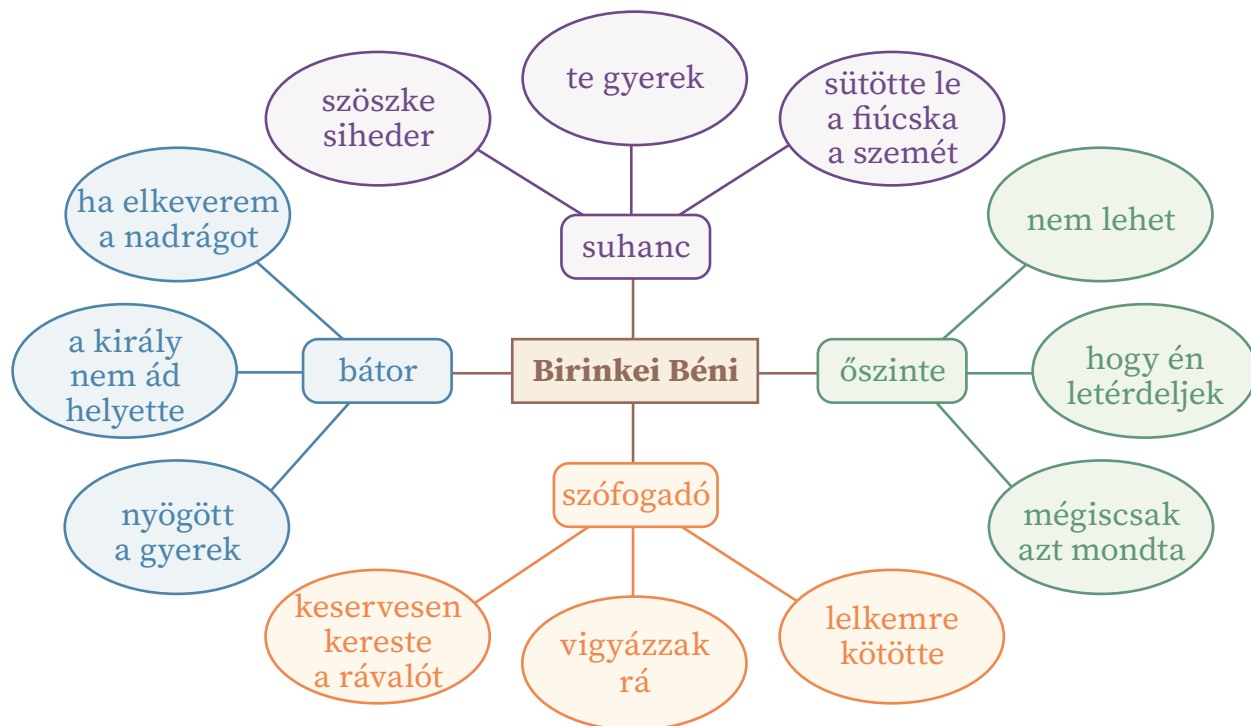 te gyerek
szöszke
siheder
sütötte le
a fiúcska
a szemét
ha elkeverem
a nadrágot
suhanc
nem lehet
a király
nem ád
helyette
bátor
Birinkei Béni
őszinte
hogy én
letérdeljek
szófogadó
nyögött
a gyerek
mégiscsak
azt mondta
keservesen
kereste
a rávalót
vigyázzak
rá
lelkemre
kötötte